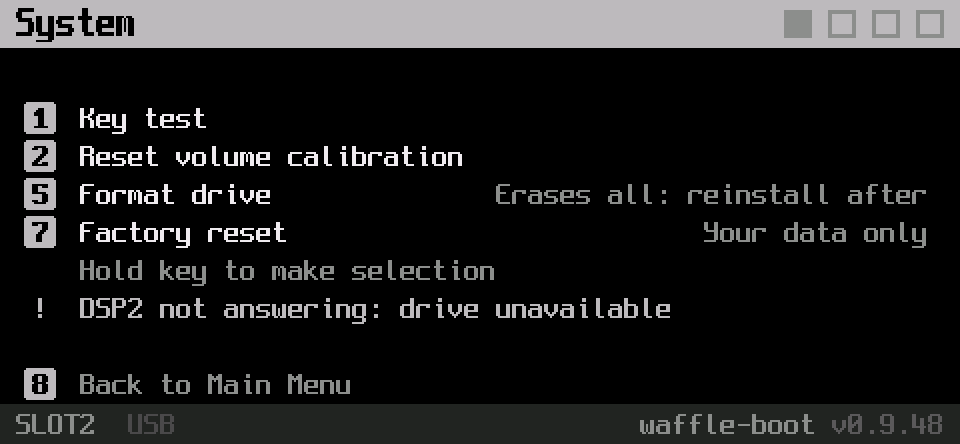 System
1 Key test
2 Reset volume calibration
5 Format drive Erases all: reinstall after
7 Factory reset Your data only
Hold key to make selection
! DSP2 not answering: drive unavailable
8 Back to Main Menu
SLOT2 USB waffle-boot v0.9.48